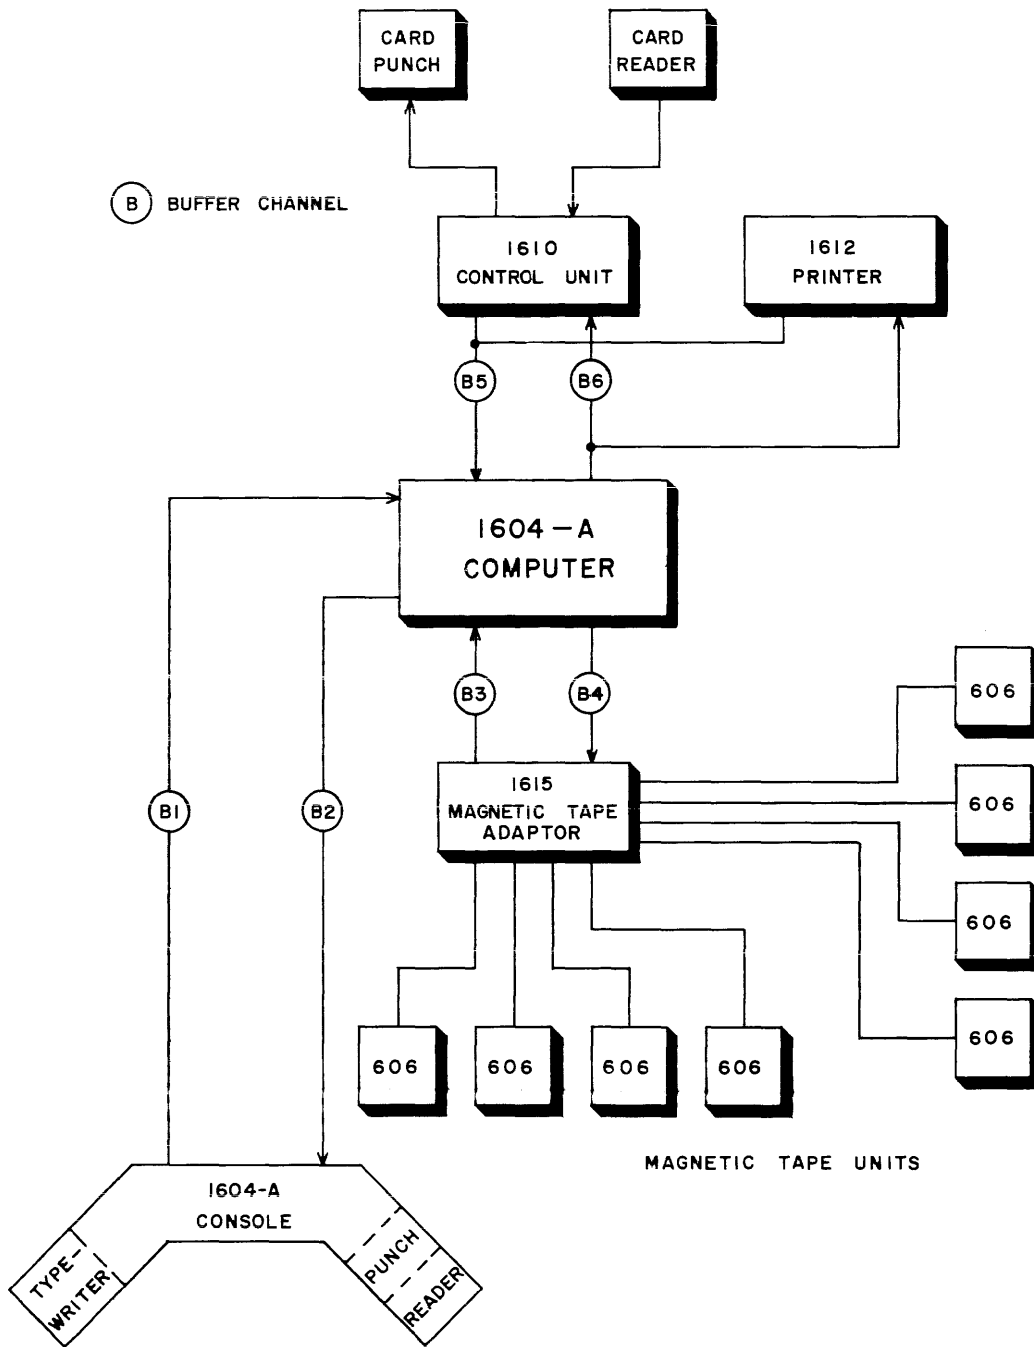 CARD
PUNCH
CARD
READER
B BUFFER CHANNEL
1610
CONTROL UNIT
1612
PRINTER
B5
B6
1604-A
COMPUTER
B3
B4
606
1615
MAGNETIC TAPE
ADAPTOR
606
B1
B2
606
606
606
606
606
606
MAGNETIC TAPE UNITS
1604-A
CONSOLE
TYPE-
WRITER
PUNCH
READER